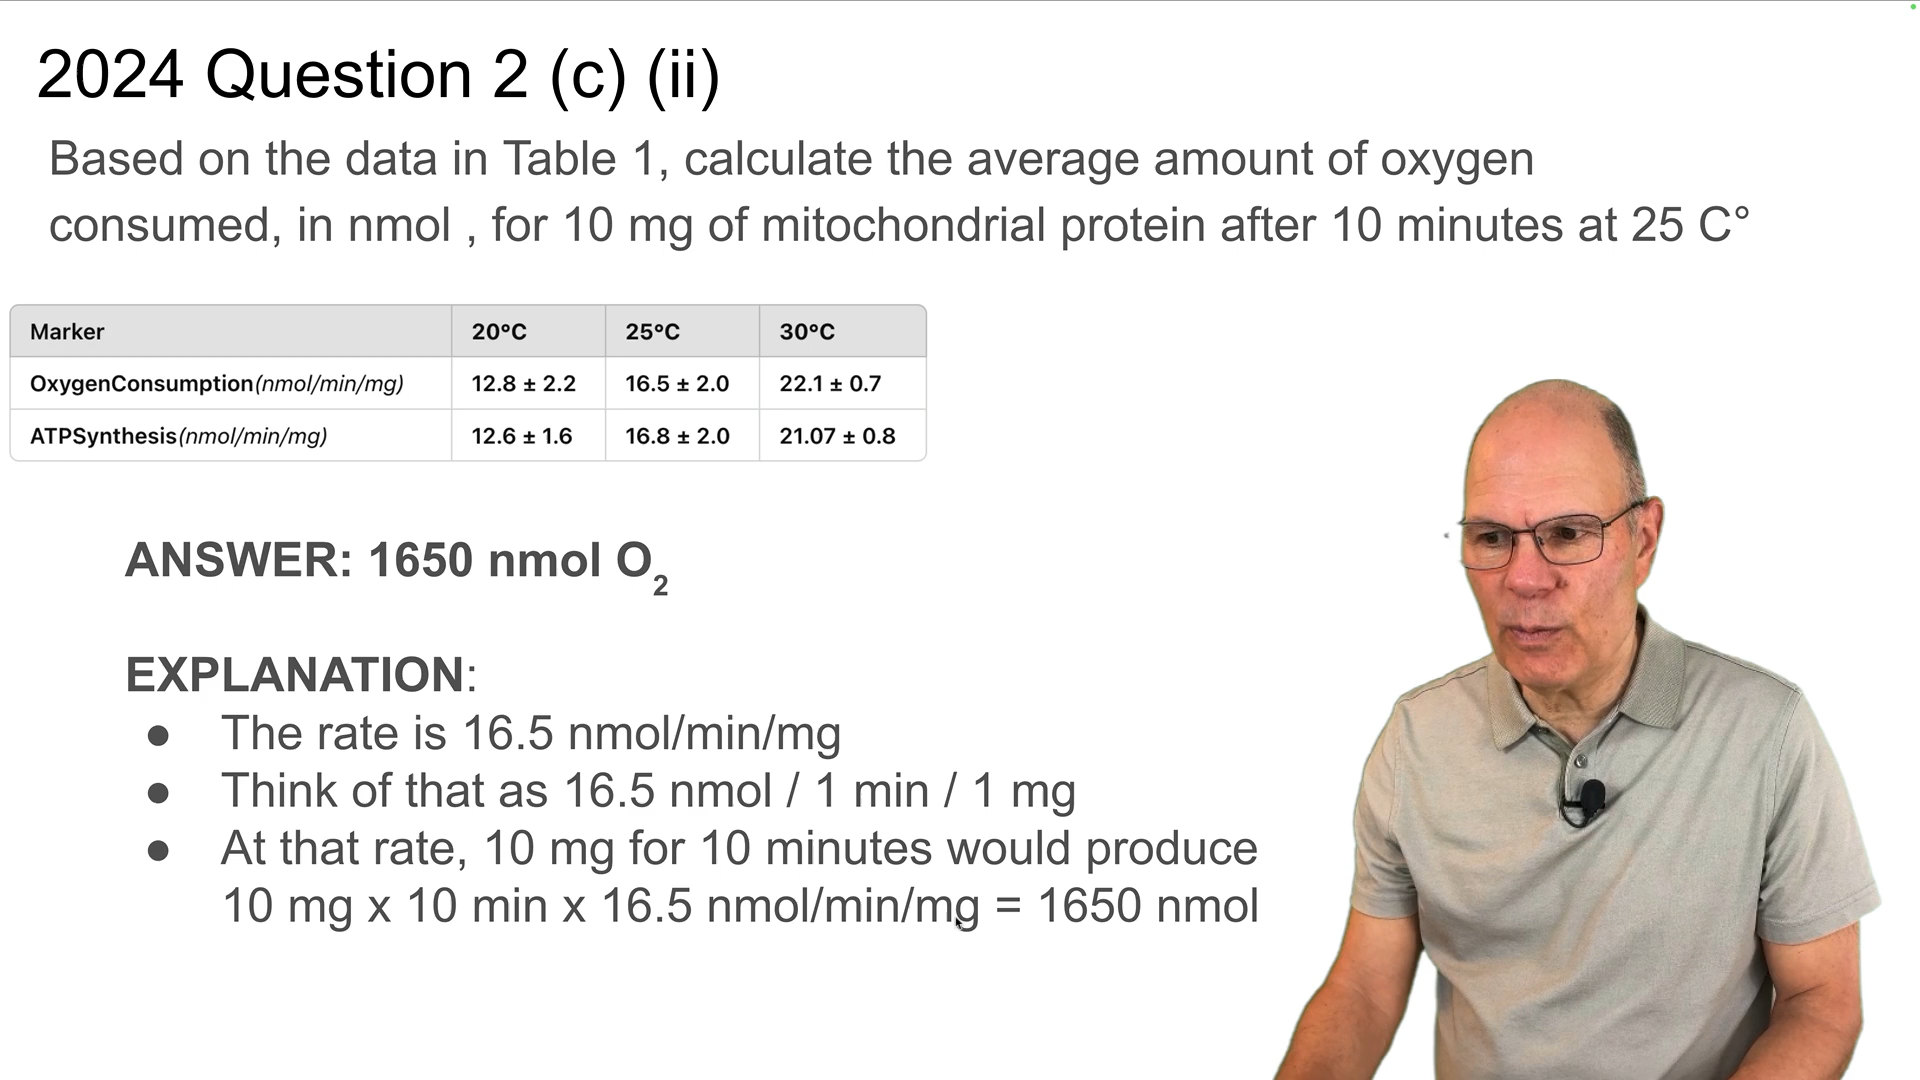 2024 Question 2 (c) (ii)
Based on the data in Table 1, calculate the average amount of oxygen
consumed, in nmol , for 10 mg of mitochondrial protein after 10 minutes at 25 C°
Marker 20°C 25°C 30°C
OxygenConsumption(nmol/min/mg) 12.8 ± 2.2 16.5 ± 2.0 22.1 ± 0.7
ATPSynthesis(nmol/min/mg) 12.6 ± 1.6 16.8 ± 2.0 21.07 ± 0.8
ANSWER: 1650 nmol O₂
EXPLANATION:
● The rate is 16.5 nmol/min/mg
● Think of that as 16.5 nmol / 1 min / 1 mg
● At that rate, 10 mg for 10 minutes would produce
10 mg x 10 min x 16.5 nmol/min/mg = 1650 nmol